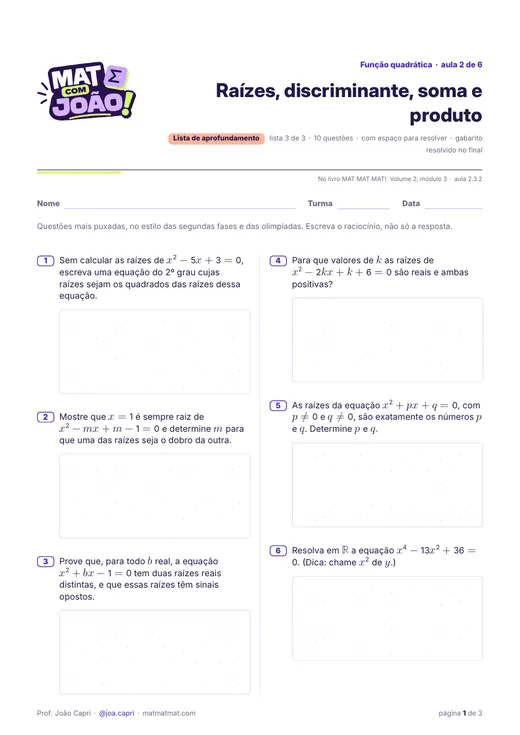 MAT Σ
COM
JOÃO!
Função quadrática · aula 2 de 6
Raízes, discriminante, soma e
produto
Lista de aprofundamento lista 3 de 3 · 10 questões · com espaço para resolver · gabarito
resolvido no final
No livro MAT MAT MAT!: Volume 2, módulo 3 · aula 2.3.2
Nome Turma Data
Questões mais puxadas, no estilo das segundas fases e das olimpíadas. Escreva o raciocínio, não só a resposta.
1 Sem calcular as raízes de x² − 5x + 3 = 0,
escreva uma equação do 2º grau cujas
raízes sejam os quadrados das raízes dessa
equação.
2 Mostre que x = 1 é sempre raiz de
x² − mx + m − 1 = 0 e determine m para
que uma das raízes seja o dobro da outra.
3 Prove que, para todo b real, a equação
x² + bx − 1 = 0 tem duas raízes reais
distintas, e que essas raízes têm sinais
opostos.
4 Para que valores de k as raízes de
x² − 2kx + k + 6 = 0 são reais e ambas
positivas?
5 As raízes da equação x² + px + q = 0, com
p ≠ 0 e q ≠ 0, são exatamente os números p
e q. Determine p e q.
6 Resolva em ℝ a equação x⁴ − 13x² + 36 =
0. (Dica: chame x² de y.)
Prof. João Capri · @joa.capri · matmatmat.com
página 1 de 3